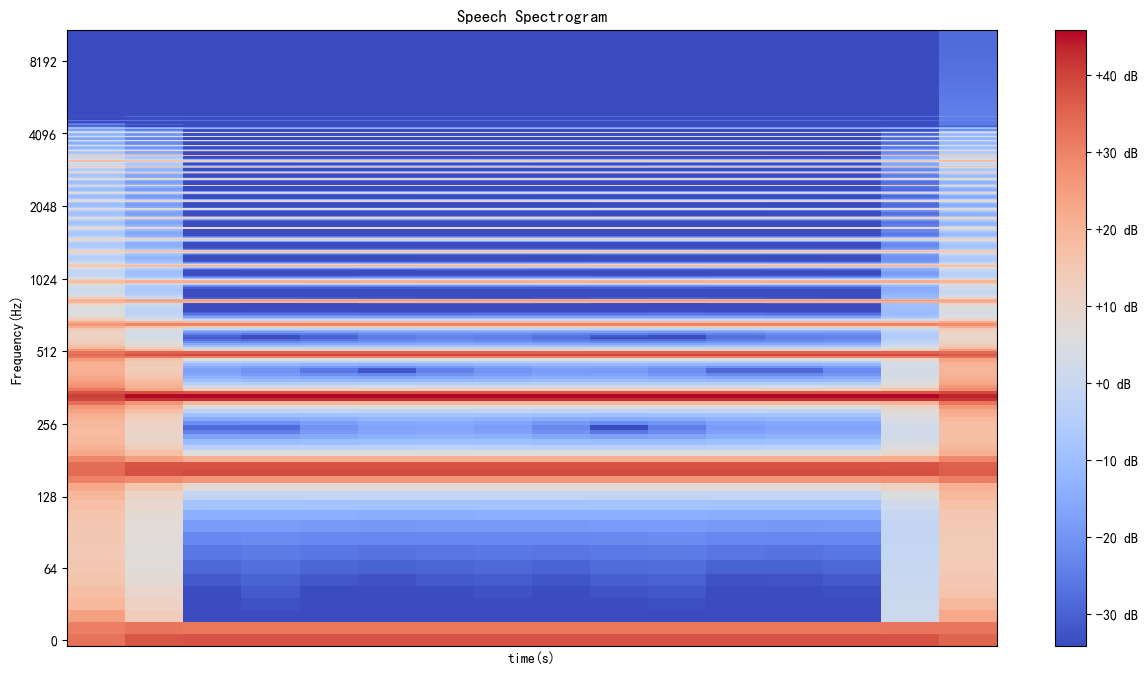 Speech Spectrogram
8192
4096
2048
1024
512
256
128
64
0
Frequency(Hz)
time(s)
+40 dB
+30 dB
+20 dB
+10 dB
+0 dB
−10 dB
−20 dB
−30 dB